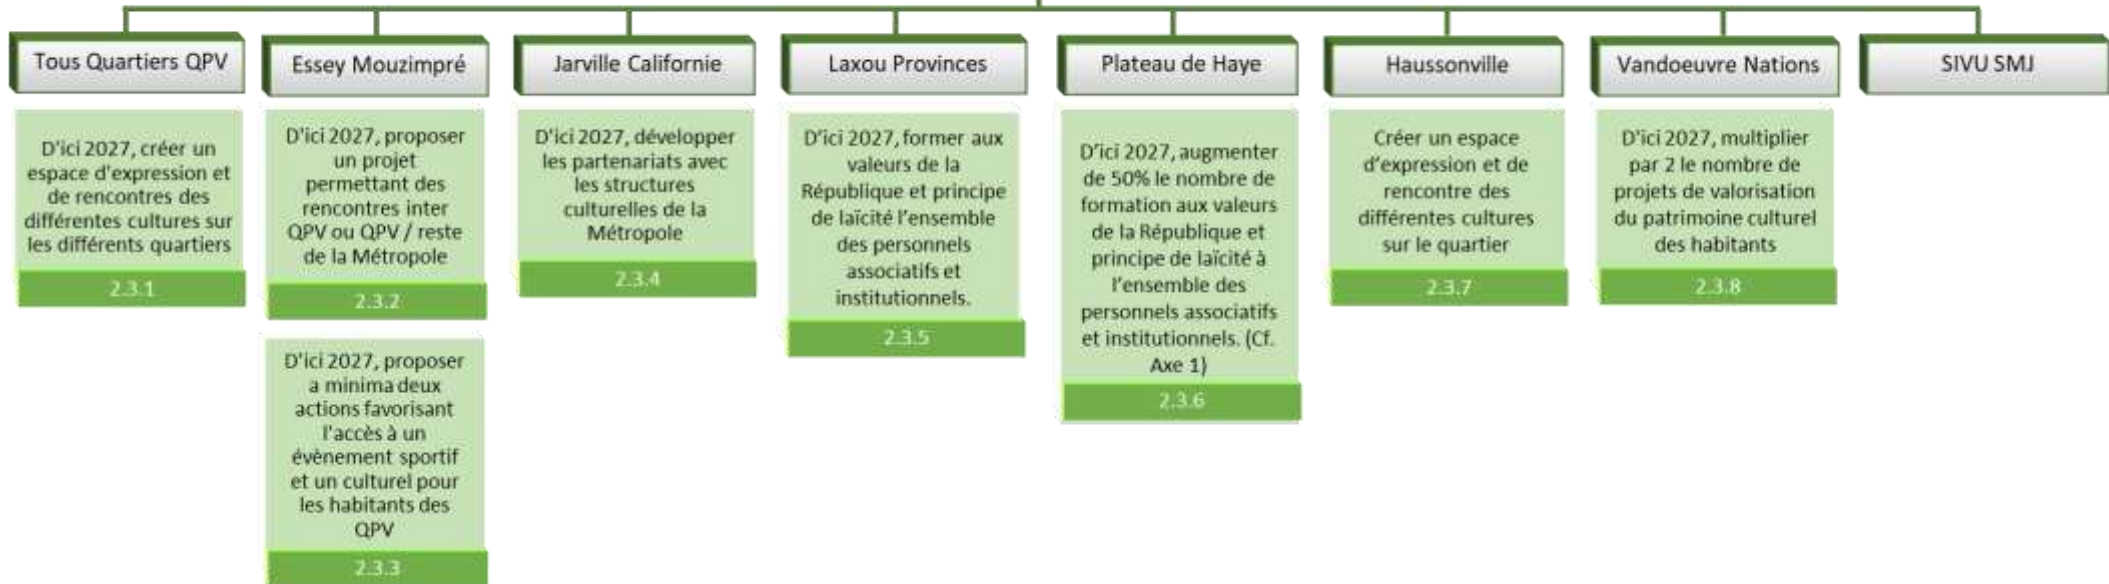 Tous Quartiers QPV
D'ici 2027, créer un
espace d'expression et
de rencontres des
différentes cultures sur
les différents quartiers
2.3.1
Essey Mouzimpré
D'ici 2027, proposer
un projet
permettant des
rencontres inter
QPV ou QPV / reste
de la Métropole
2.3.2
D'ici 2027, proposer
a minima deux
actions favorisant
l'accès à un
évènement sportif
et un culturel pour
les habitants des
QPV
2.3.3
Jarville Californie
D'ici 2027, développer
les partenariats avec
les structures
culturelles de la
Métropole
2.3.4
Laxou Provinces
D'ici 2027, former aux
valeurs de la
République et principe
de laïcité l'ensemble
des personnels
associatifs et
institutionnels.
2.3.5
Plateau de Haye
D'ici 2027, augmenter
de 50% le nombre de
formation aux valeurs
de la République et
principe de laïcité à
l'ensemble des
personnels associatifs
et institutionnels. (Cf.
Axe 1)
2.3.6
Haussonville
Créer un espace
d'expression et de
rencontre des
différentes cultures
sur le quartier
2.3.7
Vandoeuvre Nations
D'ici 2027, multiplier
par 2 le nombre de
projets de valorisation
du patrimoine culturel
des habitants
2.3.8
SIVU SMJ